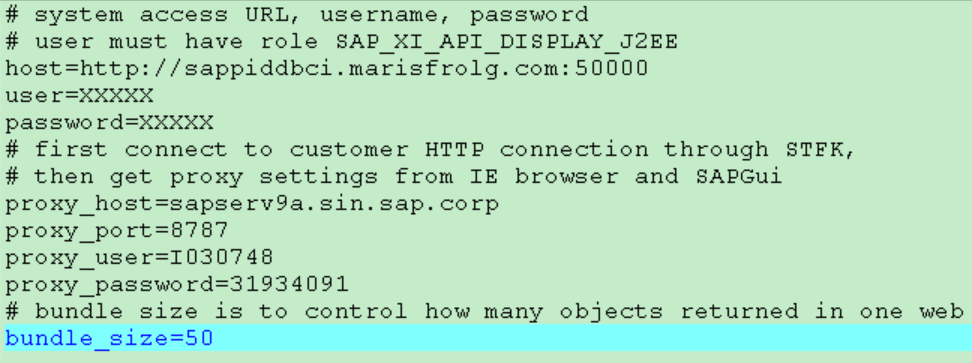 # system access URL, username, password
# user must have role SAP_XI_API_DISPLAY_J2EE
host=http://sappiddbci.marisfrolg.com:50000
user=XXXXX
password=XXXXX
# first connect to customer HTTP connection through STFK,
# then get proxy settings from IE browser and SAPGui
proxy_host=sapserv9a.sin.sap.corp
proxy_port=8787
proxy_user=I030748
proxy_password=31934091
# bundle size is to control how many objects returned in one web
bundle_size=50